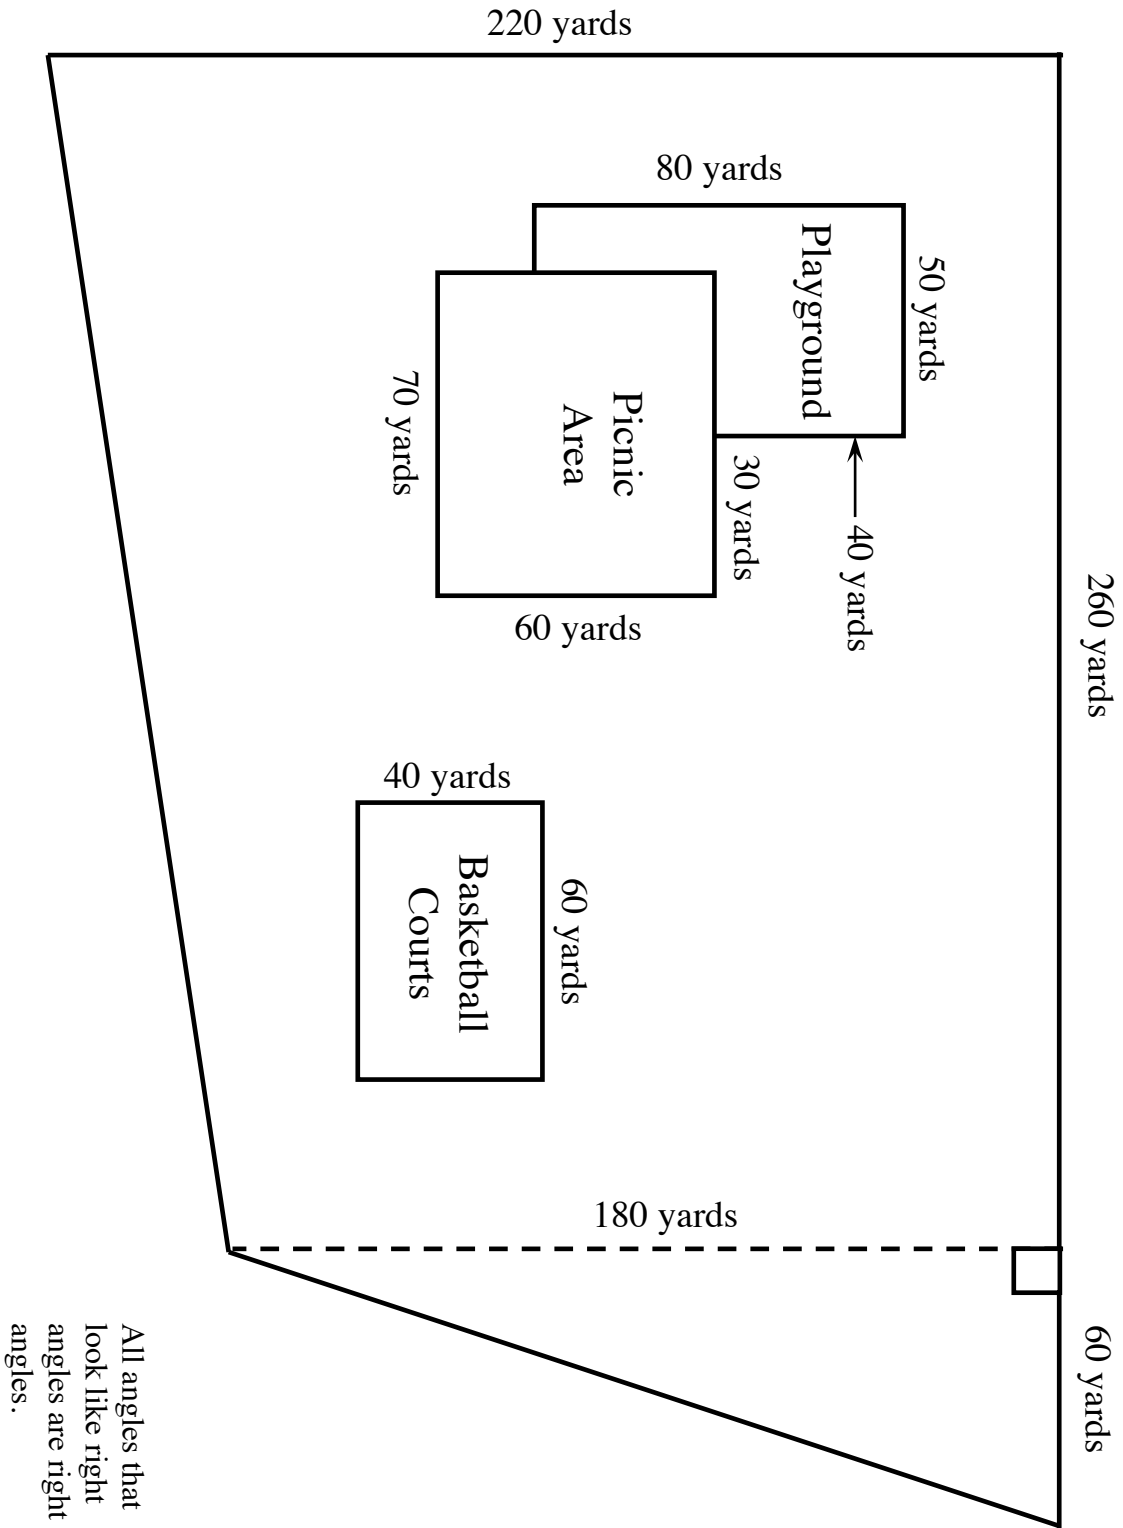 220 yards
80 yards
50 yards
Playground
40 yards
30 yards
Picnic
Area
70 yards
60 yards
260 yards
40 yards
60 yards
Basketball
Courts
180 yards
60 yards
All angles that
look like right
angles are right
angles.